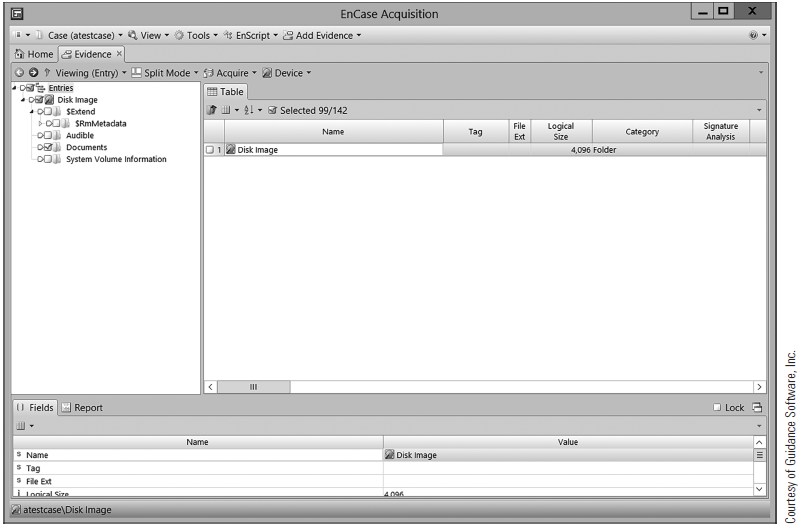 EnCase Acquisition
Case (atestcase) View Tools EnScript Add Evidence
Home Evidence ×
Viewing (Entry) Split Mode Acquire Device
Entries
Disk Image
$Extend
$RmMetadata
Audible
Documents
System Volume Information
Table
Selected 99/142
Name Tag File Ext Logical Size Category Signature Analysis
1 Disk Image 4,096 Folder
Fields Report Lock
Name Value
s Name Disk Image
s Tag
s File Ext
i Logical Size 4,096
atestcase\Disk Image
Courtesy of Guidance Software, Inc.